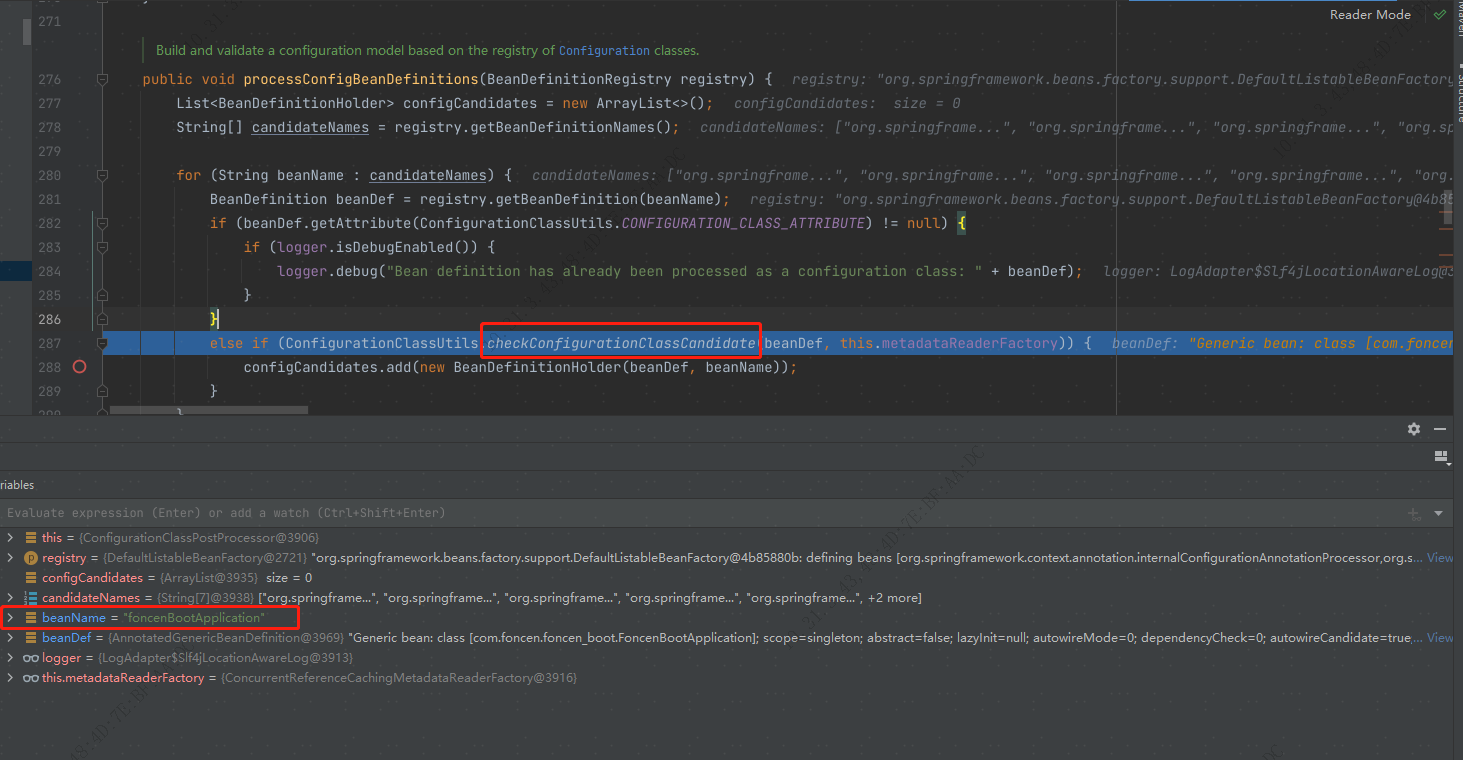 Reader Mode
271
Build and validate a configuration model based on the registry of Configuration classes.
276 public void processConfigBeanDefinitions(BeanDefinitionRegistry registry) { registry: "org.springframework.beans.factory.support.DefaultListableBeanFactory
277 List<BeanDefinitionHolder> configCandidates = new ArrayList<>(); configCandidates: size = 0
278 String[] candidateNames = registry.getBeanDefinitionNames(); candidateNames: ["org.springframe...", "org.springframe...", "org.springframe...", "org.sp
279
280 for (String beanName : candidateNames) { candidateNames: ["org.springframe...", "org.springframe...", "org.springframe...", "org.springframe...", "org.
281 BeanDefinition beanDef = registry.getBeanDefinition(beanName); registry: "org.springframework.beans.factory.support.DefaultListableBeanFactory@4b85
282 if (beanDef.getAttribute(ConfigurationClassUtils.CONFIGURATION_CLASS_ATTRIBUTE) != null) {
283 if (logger.isDebugEnabled()) {
284 logger.debug("Bean definition has already been processed as a configuration class: " + beanDef); logger: LogAdapter$Slf4jLocationAwareLog@3
285 }
286 }
287 else if (ConfigurationClassUtils.checkConfigurationClassCandidate(beanDef, this.metadataReaderFactory)) { beanDef: "Generic bean: class [com.foncen
288 configCandidates.add(new BeanDefinitionHolder(beanDef, beanName));
289 }
}
riables
Evaluate expression (Enter) or add a watch (Ctrl+Shift+Enter)
this = {ConfigurationClassPostProcessor@3906}
registry = {DefaultListableBeanFactory@2721} "org.springframework.beans.factory.support.DefaultListableBeanFactory@4b85880b: defining beans [org.springframework.context.annotation.internalConfigurationAnnotationProcessor,org.s... View
configCandidates = {ArrayList@3935} size = 0
candidateNames = {String[7]@3938} ["org.springframe...", "org.springframe...", "org.springframe...", "org.springframe...", "org.springframe...", +2 more]
beanName = "foncenBootApplication"
beanDef = {AnnotatedGenericBeanDefinition@3969} "Generic bean: class [com.foncen.foncen_boot.FoncenBootApplication]; scope=singleton; abstract=false; lazyInit=null; autowireMode=0; dependencyCheck=0; autowireCandidate=true,... View
logger = {LogAdapter$Slf4jLocationAwareLog@3913}
this.metadataReaderFactory = {ConcurrentReferenceCachingMetadataReaderFactory@3916}